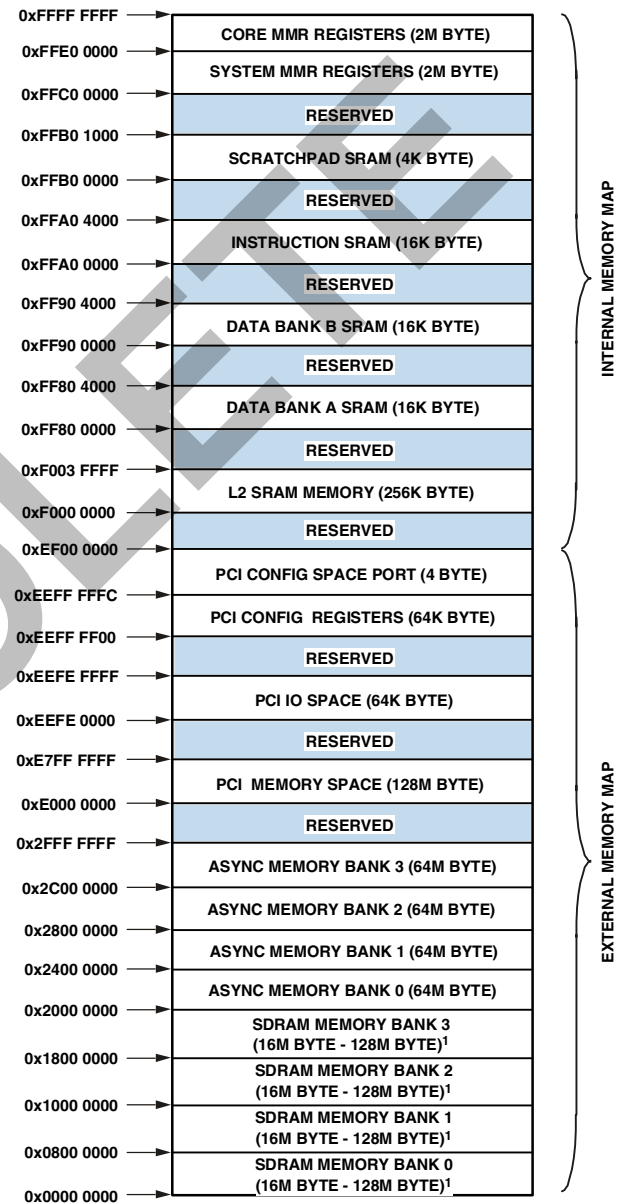 0xFFFF FFFF
CORE MMR REGISTERS (2M BYTE)
0xFFE0 0000
SYSTEM MMR REGISTERS (2M BYTE)
0xFFC0 0000
RESERVED
0xFFB0 1000
SCRATCHPAD SRAM (4K BYTE)
0xFFB0 0000
RESERVED
0xFFA0 4000
INSTRUCTION SRAM (16K BYTE)
0xFFA0 0000
RESERVED
0xFF90 4000
DATA BANK B SRAM (16K BYTE)
0xFF90 0000
RESERVED
0xFF80 4000
DATA BANK A SRAM (16K BYTE)
0xFF80 0000
RESERVED
0xF003 FFFF
L2 SRAM MEMORY (256K BYTE)
0xF000 0000
RESERVED
0xEF00 0000
PCI CONFIG SPACE PORT (4 BYTE)
0xEEFF FFFC
PCI CONFIG REGISTERS (64K BYTE)
0xEEFF FF00
RESERVED
0xEEFE FFFF
PCI IO SPACE (64K BYTE)
0xEEFE 0000
RESERVED
0xE7FF FFFF
PCI MEMORY SPACE (128M BYTE)
0xE000 0000
RESERVED
0x2FFF FFFF
ASYNC MEMORY BANK 3 (64M BYTE)
0x2C00 0000
ASYNC MEMORY BANK 2 (64M BYTE)
0x2800 0000
ASYNC MEMORY BANK 1 (64M BYTE)
0x2400 0000
ASYNC MEMORY BANK 0 (64M BYTE)
0x2000 0000
SDRAM MEMORY BANK 3
(16M BYTE - 128M BYTE)¹
0x1800 0000
SDRAM MEMORY BANK 2
(16M BYTE - 128M BYTE)¹
0x1000 0000
SDRAM MEMORY BANK 1
(16M BYTE - 128M BYTE)¹
0x0800 0000
SDRAM MEMORY BANK 0
(16M BYTE - 128M BYTE)¹
0x0000 0000
INTERNAL MEMORY MAP
EXTERNAL MEMORY MAP
OLETE